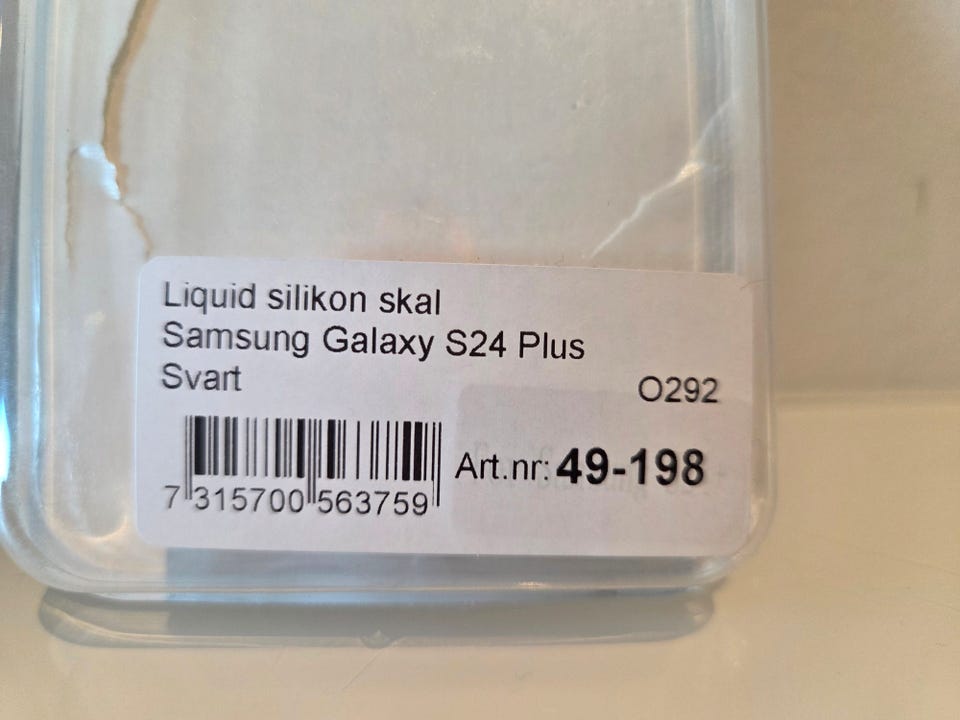 Liquid silikon skal
Samsung Galaxy S24 Plus
Svart
O292
Art.nr: 49-198
7 315700 563759